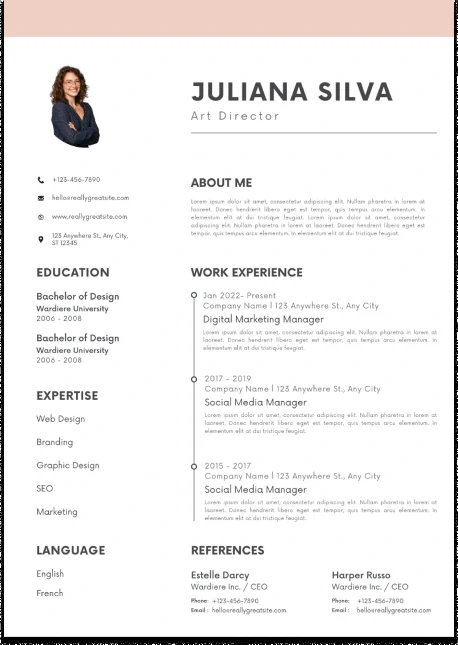 JULIANA SILVA
Art Director
+123-456-7890
hello@reallygreatsite.com
www.reallygreatsite.com
123 Anywhere St., Any City,
ST 12345
ABOUT ME
Lorem ipsum dolor sit amet, consectetur adipiscing elit. Nullam pharetra in lorem at
laoreet. Donec hendrerit libero eget est tempor, quis tempus arcu elementum. In
elementum elit at dui tristique feugiat. Lorem ipsum dolor sit amet, consectetur
adipiscing elit. Nullam pharetra in lorem at laoreet. Donec hendrerit libero eget est
tempor, quis tempus arcu elementum. In elementum elit at dui tristique feugiat.
EDUCATION
Bachelor of Design
Wardiere University
2006 - 2008
Bachelor of Design
Wardiere University
2006 - 2008
EXPERTISE
Web Design
Branding
Graphic Design
SEO
Marketing
LANGUAGE
English
French
WORK EXPERIENCE
Jan 2022- Present
Company Name l 123 Anywhere St., Any City
Digital Marketing Manager
Lorem ipsum dolor sit amet, consectetur adipiscing elit. Nullam pharetra in lorem at
laoreet. Donec hendrerit libero eget est tempor, quis tempus arcu elementum. In
elementum elit at dui tristique feugiat.
2017 - 2019
Company Name l 123 Anywhere St., Any City
Social Media Manager
Lorem ipsum dolor sit amet, consectetur adipiscing elit. Nullam pharetra in lorem at
laoreet. Donec hendrerit libero eget est tempor, quis tempus arcu elementum. In
elementum elit at dui tristique feugiat.
2015 - 2017
Company Name l 123 Anywhere St., Any City
Social Media Manager
Lorem ipsum dolor sit amet, consectetur adipiscing elit. Nullam pharetra in lorem at
laoreet. Donec hendrerit libero eget est tempor, quis tempus arcu elementum. In
elementum elit at dui tristique feugiat.
REFERENCES
Estelle Darcy
Wardiere Inc. / CEO
Phone: +123-456-7890
Email : hello@reallygreatsite.com
Harper Russo
Wardiere Inc. / CEO
Phone: +123-456-7890
Email : hello@reallygreatsite.com